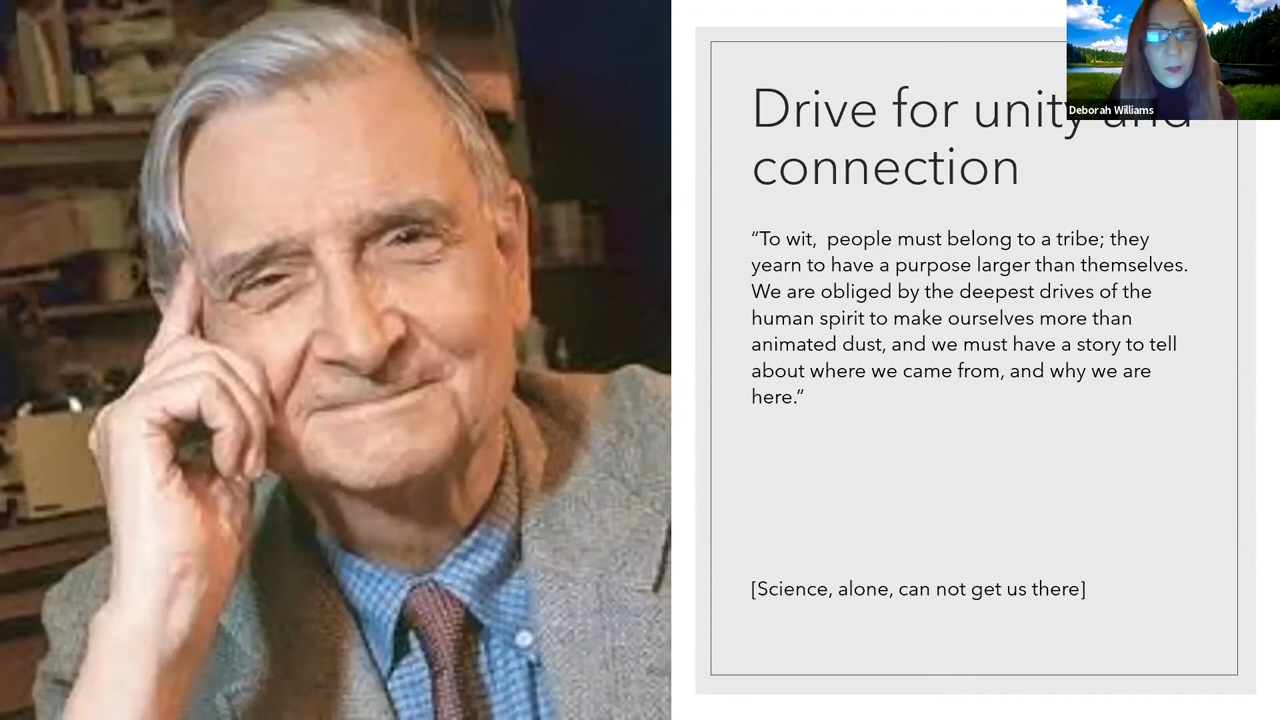 Deborah Williams
Drive for unity and
connection
“To wit,  people must belong to a tribe; they
yearn to have a purpose larger than themselves.
We are obliged by the deepest drives of the
human spirit to make ourselves more than
animated dust, and we must have a story to tell
about where we came from, and why we are
here.”
[Science, alone, can not get us there]